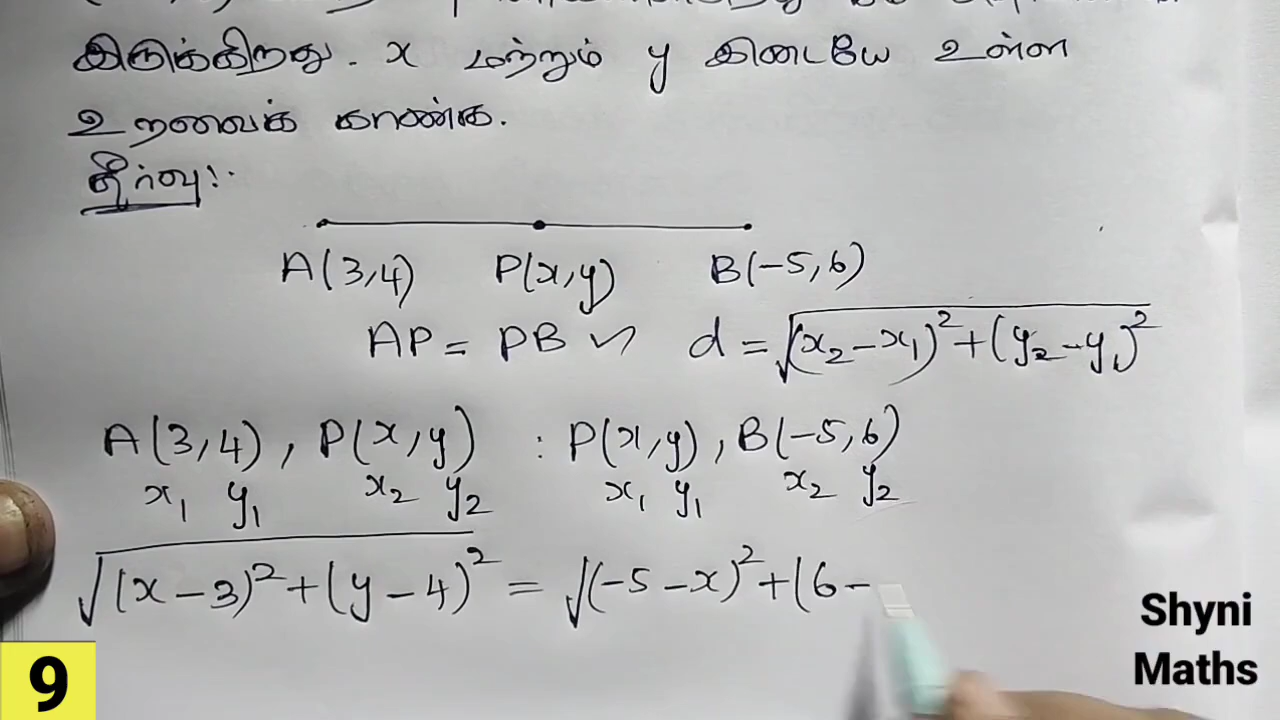 இருக்கிறது. x மற்றும் y இடையே உள்ள
உறவைக் காண்க.
தீர்வு:-
A(3,4) P(x,y) B(-5,6)
AP = PB d = √(x₂-x₁)²+(y₂-y₁)²
A(3,4), P(x,y) : P(x,y), B(-5,6)
x₁ y₁ x₂ y₂ x₁ y₁ x₂ y₂
√(x-3)²+(y-4)² = √(-5-x)²+(6-
Shyni
Maths
9